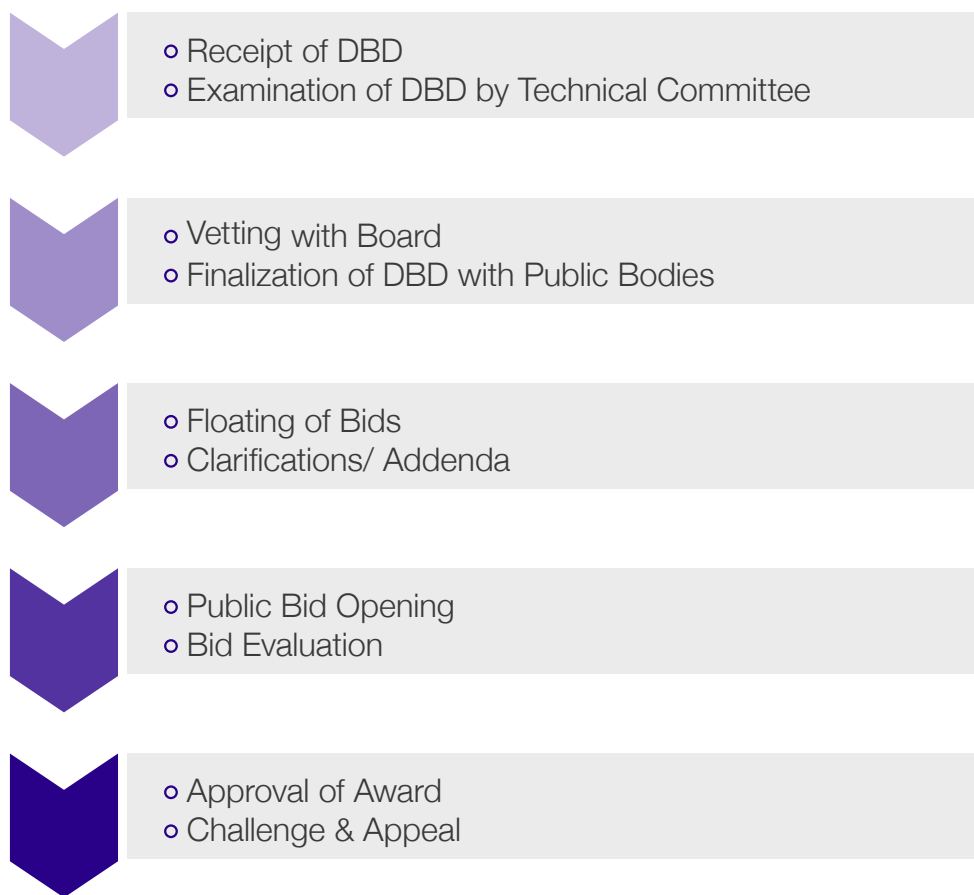 Receipt of DBD
Examination of DBD by Technical Committee
Vetting with Board
Finalization of DBD with Public Bodies
Floating of Bids
Clarifications/ Addenda
Public Bid Opening
Bid Evaluation
Approval of Award
Challenge & Appeal